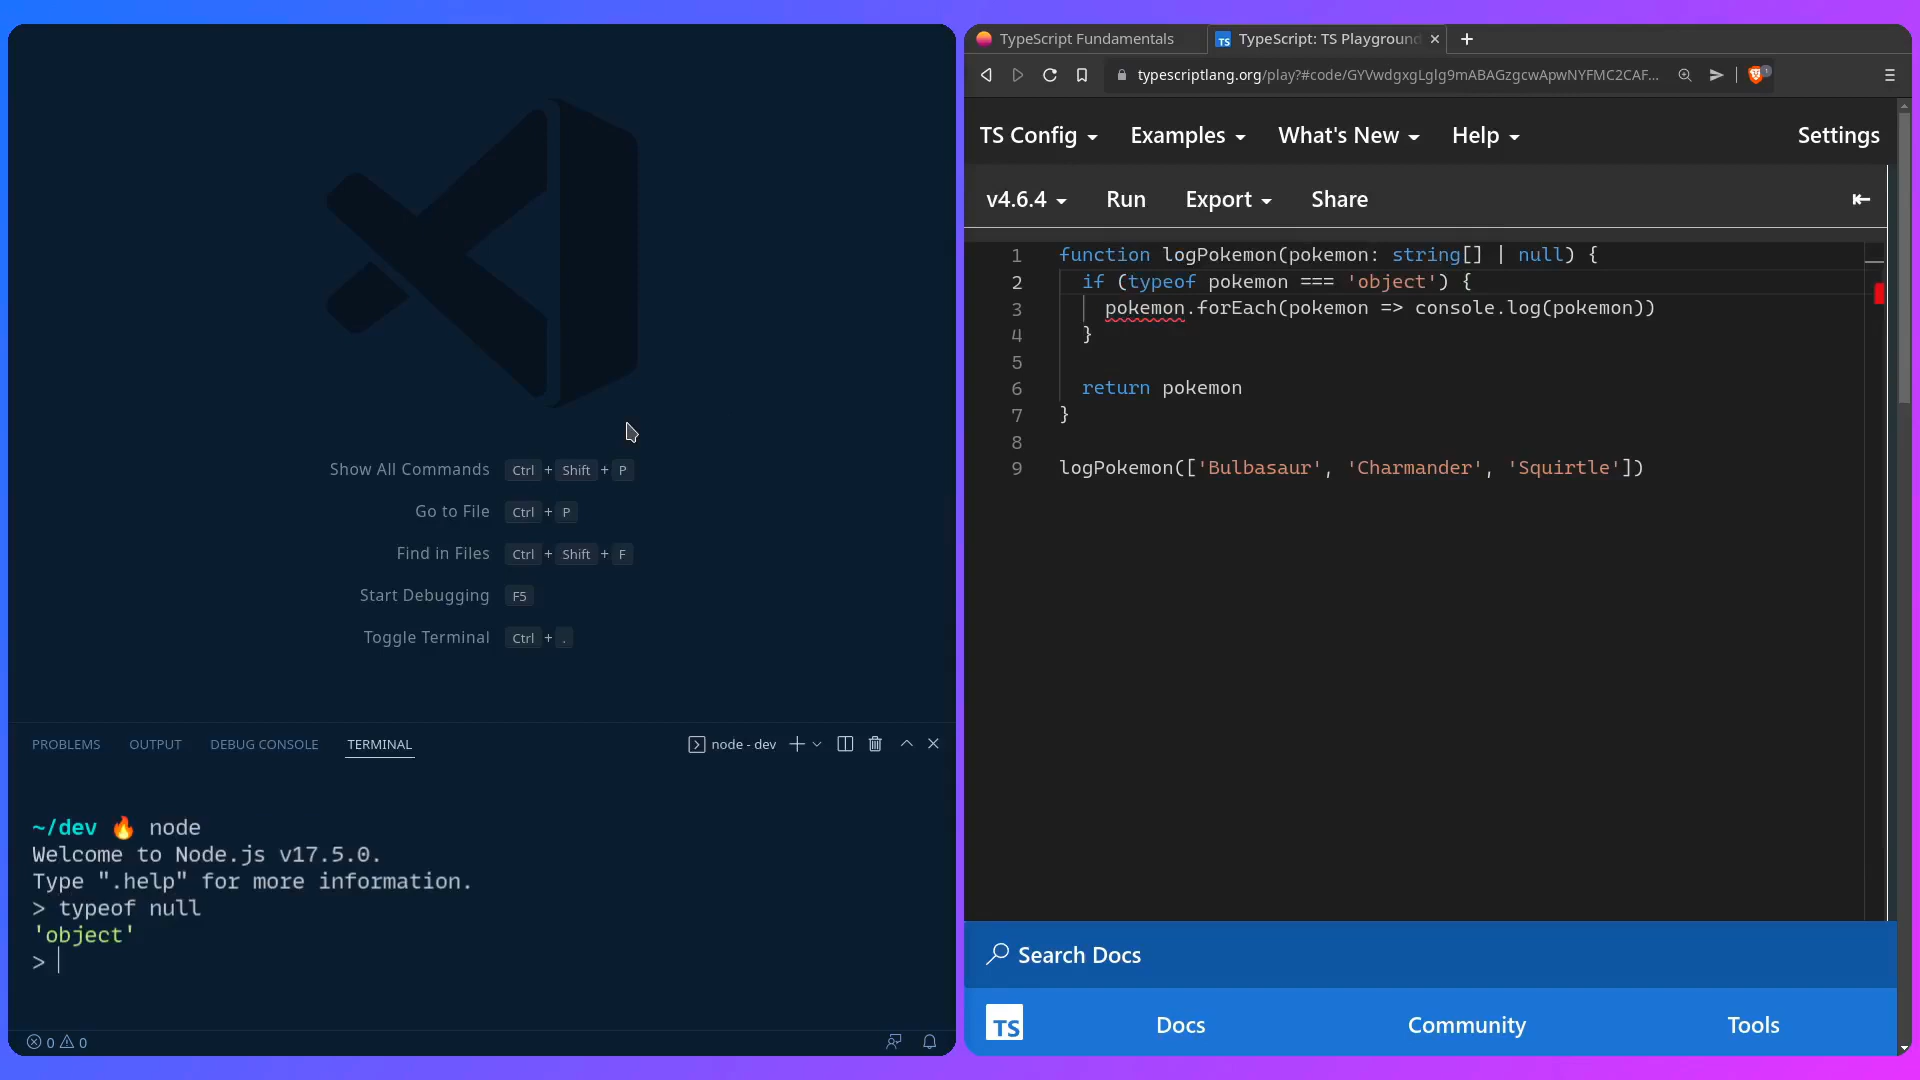 Show All Commands Ctrl + Shift + P
Go to File Ctrl + P
Find in Files Ctrl + Shift + F
Start Debugging F5
Toggle Terminal Ctrl + .
PROBLEMS OUTPUT DEBUG CONSOLE TERMINAL node - dev
~/dev 🔥 node
Welcome to Node.js v17.5.0.
Type ".help" for more information.
> typeof null
'object'
>
0 0
TypeScript Fundamentals TypeScript: TS Playground
typescriptlang.org/play?#code/GYVwdgxgLglg9mABAGzgcwApwNYFMC2CAF...
TS Config Examples What's New Help Settings
v4.6.4 Run Export Share
1 function logPokemon(pokemon: string[] | null) {
2 if (typeof pokemon === 'object') {
3 pokemon.forEach(pokemon => console.log(pokemon))
4 }
5
6 return pokemon
7 }
8
9 logPokemon(['Bulbasaur', 'Charmander', 'Squirtle'])
Search Docs
TS Docs Community Tools